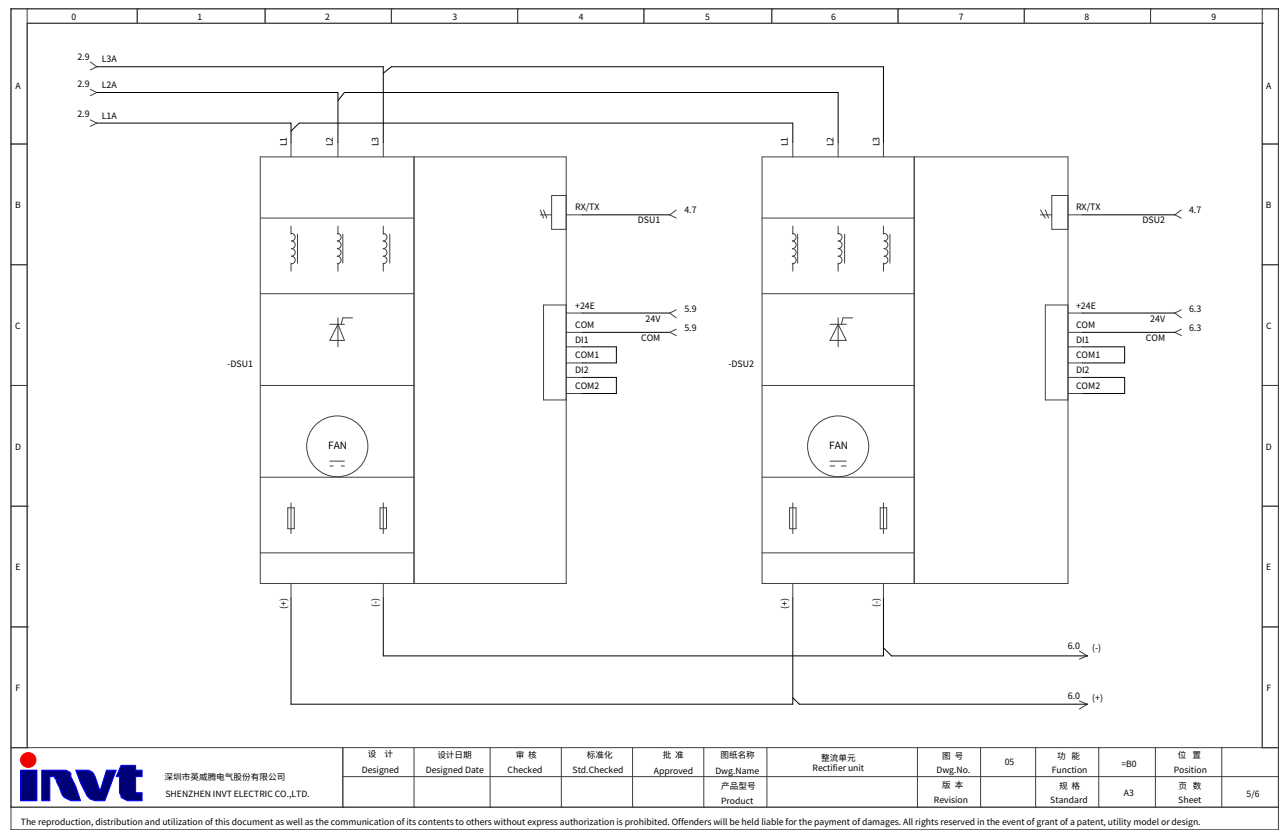 0 1 2 3 4 5 6 7 8 9
2.9 L3A
A A
2.9 L2A
2.9 L1A
L1 L2 L3 L1 L2 L3
B B
RX/TX 4.7 RX/TX 4.7
DSU1 DSU2
+24E 5.9 +24E 6.3
24V 24V
C COM 5.9 COM 6.3 C
COM COM
DI1 DI1
COM1 COM1
-DSU1 -DSU2
DI2 DI2
COM2 COM2
D FAN FAN D
E E
(+) (-) (+) (-)
6.0 (-)
F F
6.0 (+)
invt
深圳市英威腾电气股份有限公司
SHENZHEN INVT ELECTRIC CO.,LTD.
设 计 设计日期 审 核 标准化 批 准 图纸名称 整流单元 图 号 05 功 能 =B0 位 置
Designed Designed Date Checked Std.Checked Approved Dwg.Name Rectifier unit Dwg.No. Function Position
产品型号 版 本 规 格 A3 页 数 5/6
Product Revision Standard Sheet
The reproduction, distribution and utilization of this document as well as the communication of its contents to others without express authorization is prohibited. Offenders will be held liable for the payment of damages. All rights reserved in the event of grant of a patent, utility model or design.